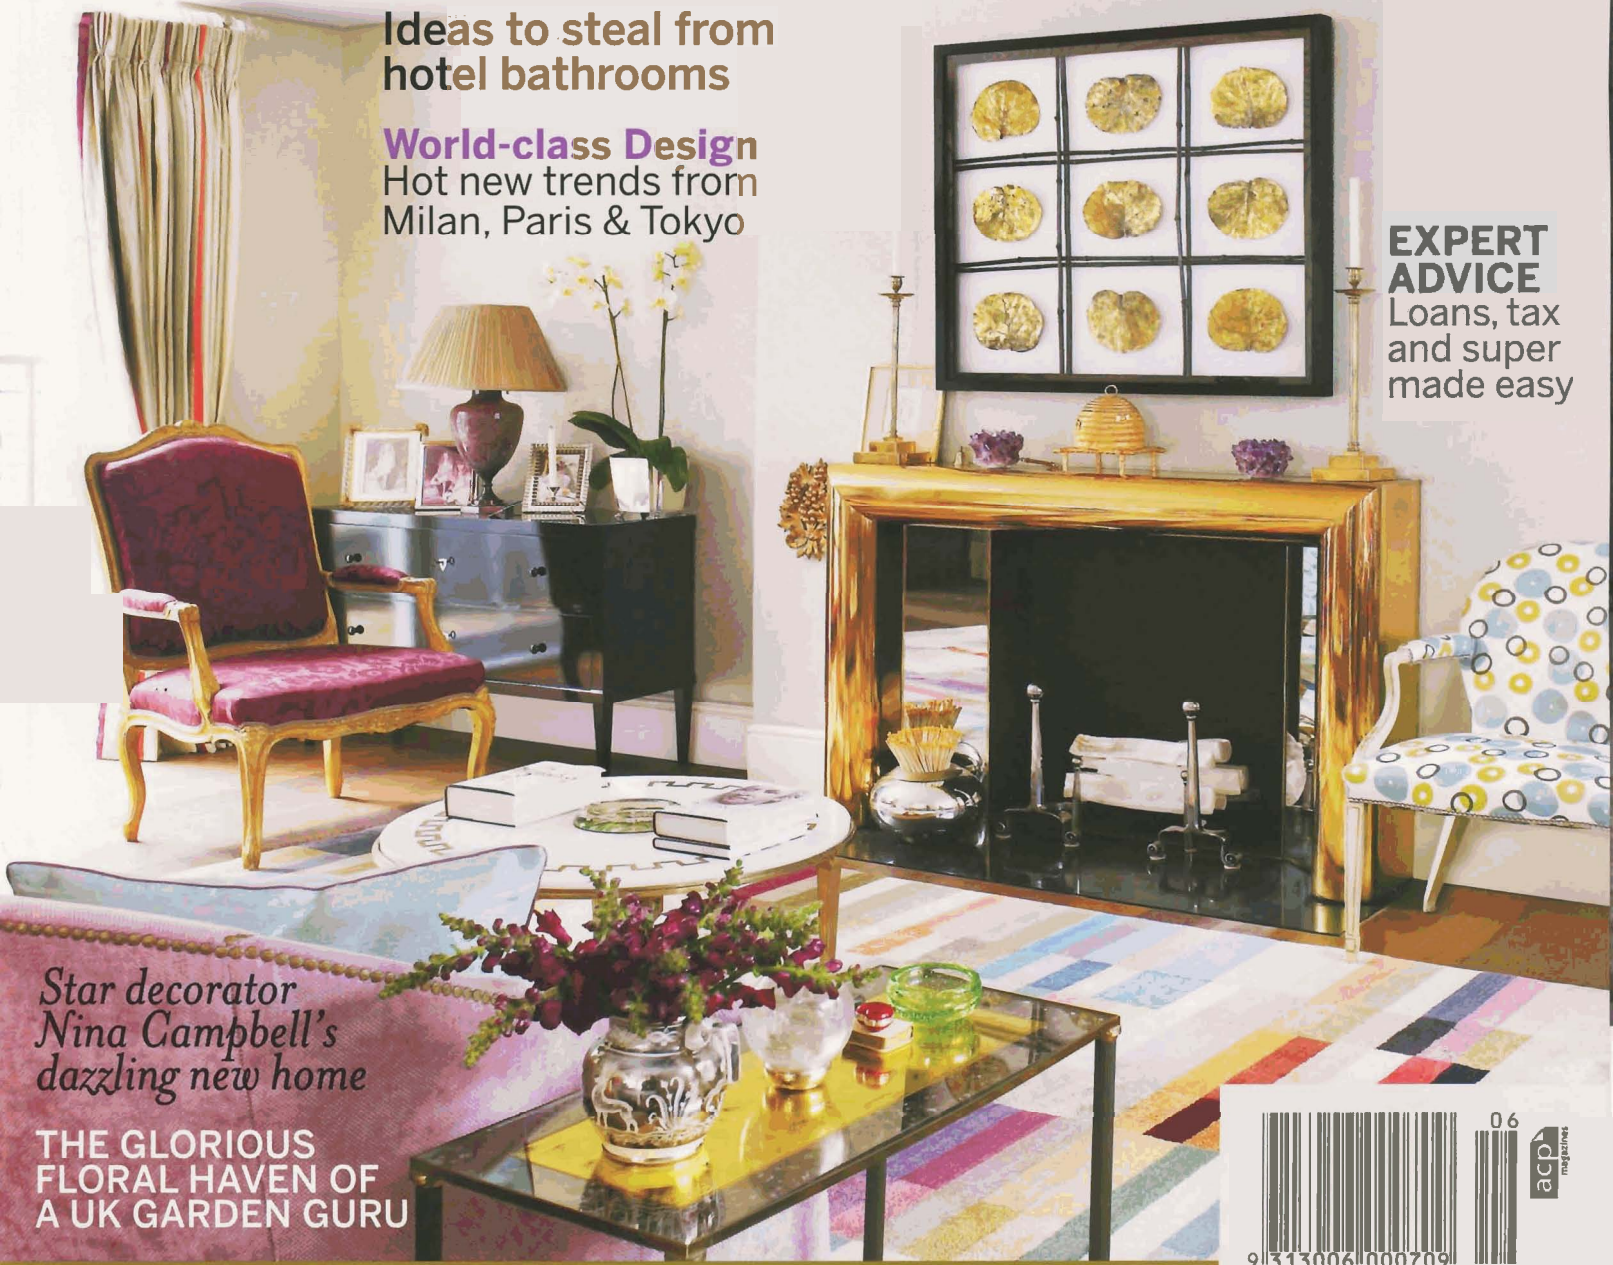 Ideas to steal from
hotel bathrooms
World-class Design
Hot new trends from
Milan, Paris & Tokyo
EXPERT
ADVICE
Loans, tax
and super
made easy
Star decorator
Nina Campbell's
dazzling new home
THE GLORIOUS
FLORAL HAVEN OF
A UK GARDEN GURU
06
acp
magazines
9 313006 000709